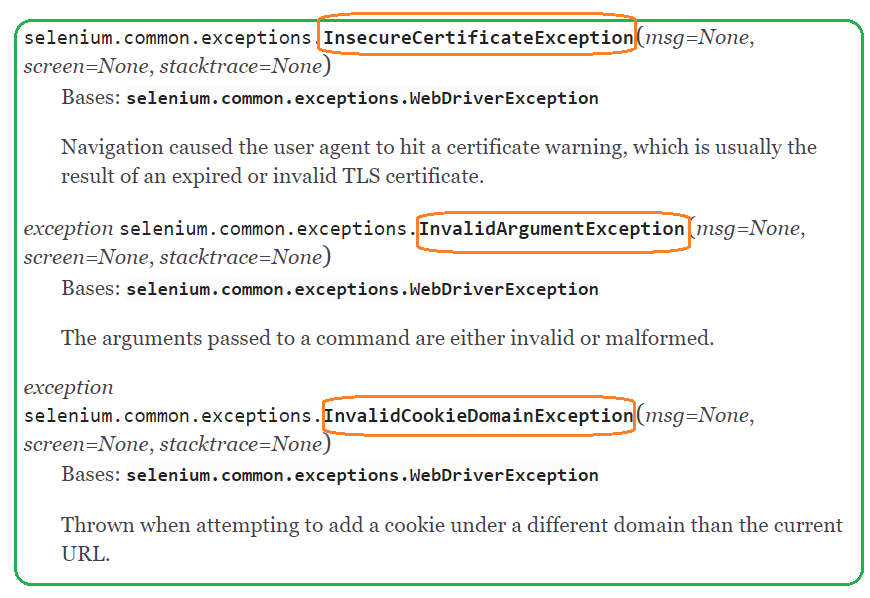 selenium.common.exceptions.InsecureCertificateException(msg=None,
screen=None, stacktrace=None)
Bases: selenium.common.exceptions.WebDriverException
Navigation caused the user agent to hit a certificate warning, which is usually the
result of an expired or invalid TLS certificate.
exception selenium.common.exceptions.InvalidArgumentException(msg=None,
screen=None, stacktrace=None)
Bases: selenium.common.exceptions.WebDriverException
The arguments passed to a command are either invalid or malformed.
exception
selenium.common.exceptions.InvalidCookieDomainException(msg=None,
screen=None, stacktrace=None)
Bases: selenium.common.exceptions.WebDriverException
Thrown when attempting to add a cookie under a different domain than the current
URL.